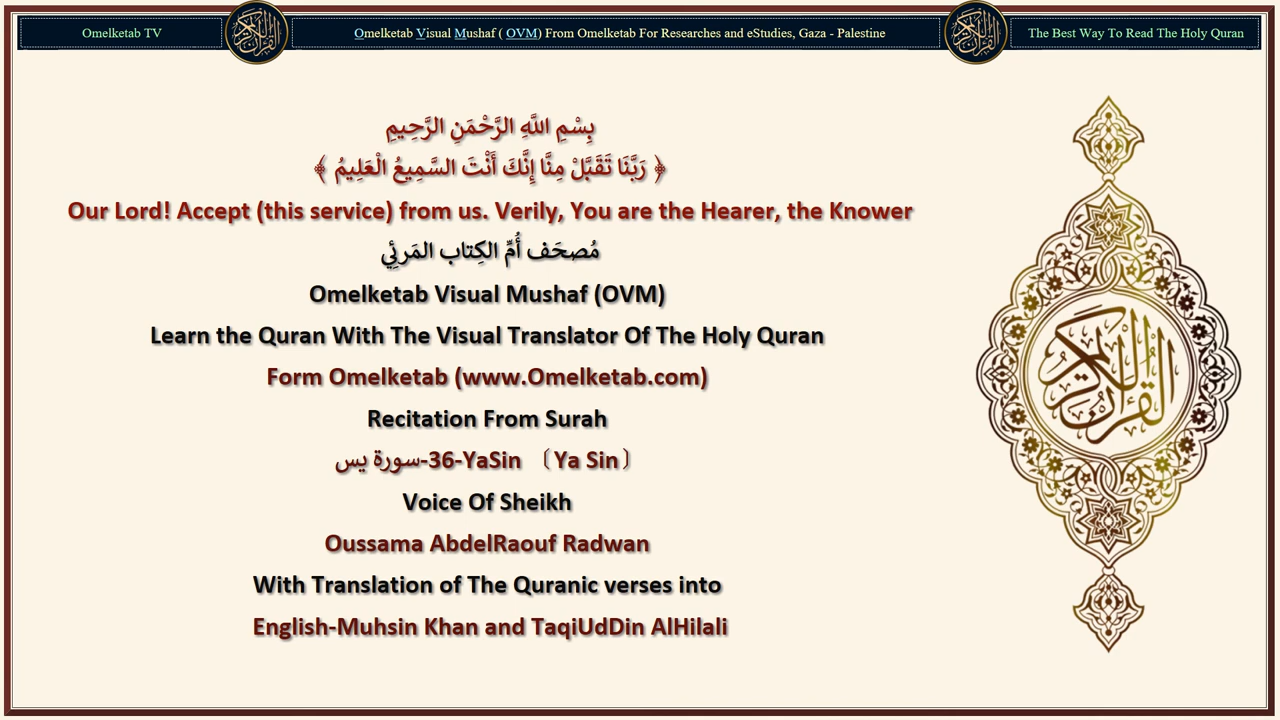 Omelketab TV
Omelketab Visual Mushaf ( OVM) From Omelketab For Researches and eStudies, Gaza - Palestine
The Best Way To Read The Holy Quran
بِسْمِ اللَّهِ الرَّحْمَنِ الرَّحِيمِ
﴿ رَبَّنَا تَقَبَّلْ مِنَّا إِنَّكَ أَنْتَ السَّمِيعُ الْعَلِيمُ ﴾
Our Lord! Accept (this service) from us. Verily, You are the Hearer, the Knower
مُصحَف أُمِّ الكِتاب المَرئِي
Omelketab Visual Mushaf (OVM)
Learn the Quran With The Visual Translator Of The Holy Quran
Form Omelketab (www.Omelketab.com)
Recitation From Surah
سورة يس-36-YaSin 〔Ya Sin〕
Voice Of Sheikh
Oussama AbdelRaouf Radwan
With Translation of The Quranic verses into
English-Muhsin Khan and TaqiUdDin AlHilali
القرآن الكريم